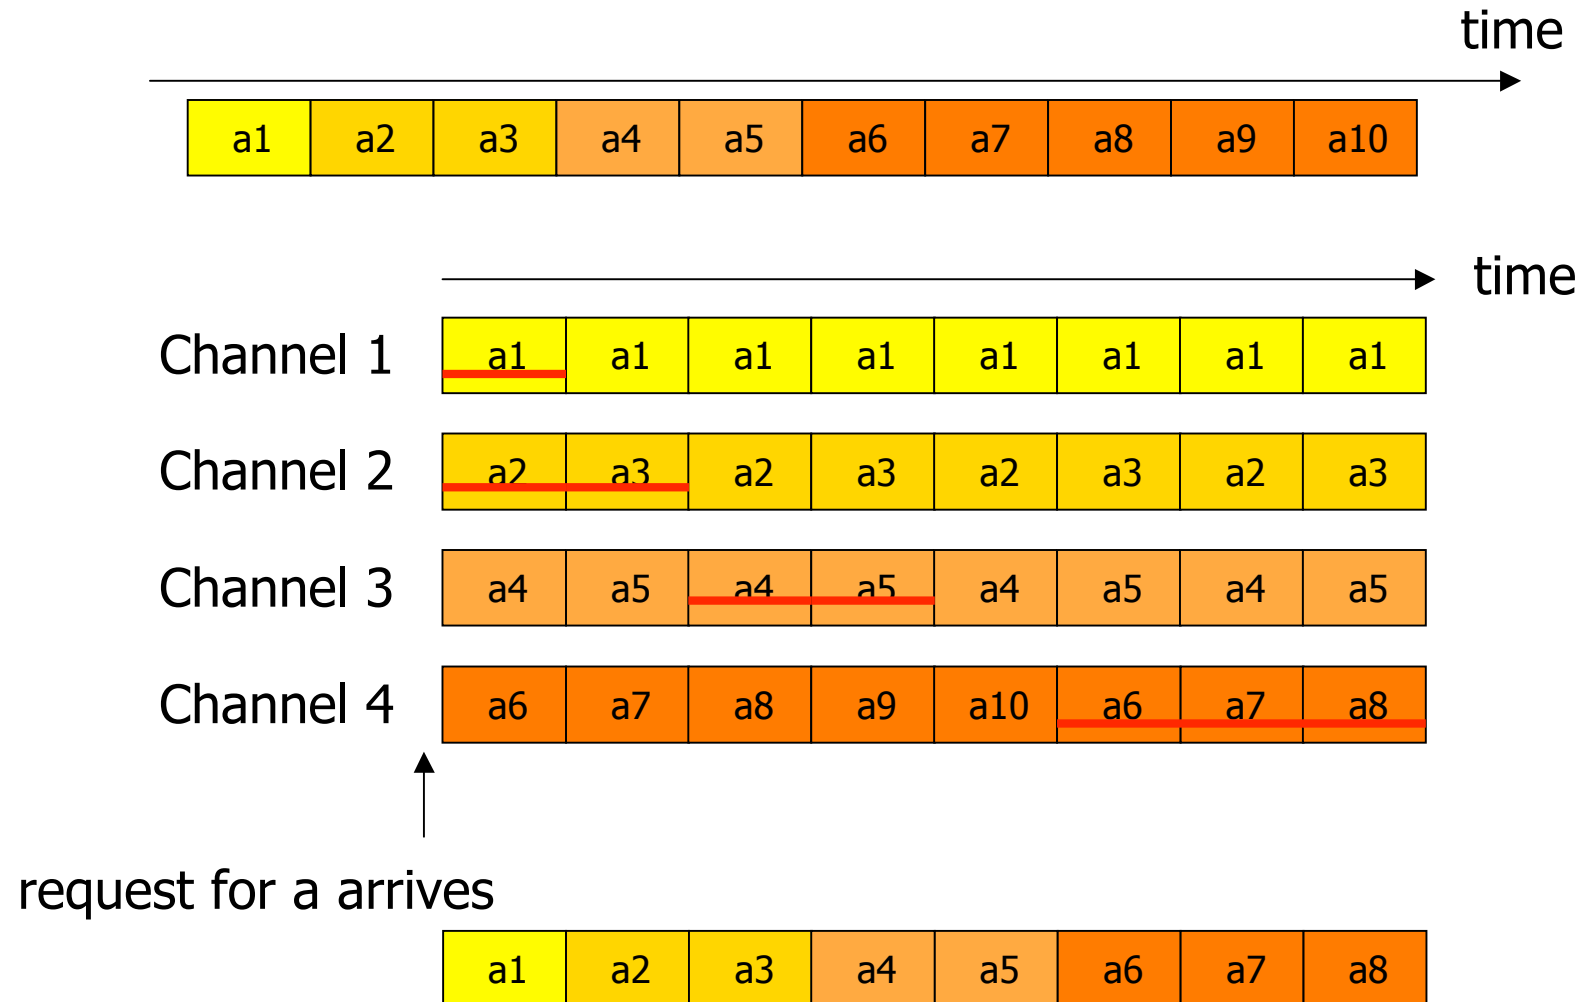 time
a1 a2 a3 a4 a5 a6 a7 a8 a9 a10
time
Channel 1 a1 a1 a1 a1 a1 a1 a1 a1
Channel 2 a2 a3 a2 a3 a2 a3 a2 a3
Channel 3 a4 a5 a4 a5 a4 a5 a4 a5
Channel 4 a6 a7 a8 a9 a10 a6 a7 a8
request for a arrives
a1 a2 a3 a4 a5 a6 a7 a8